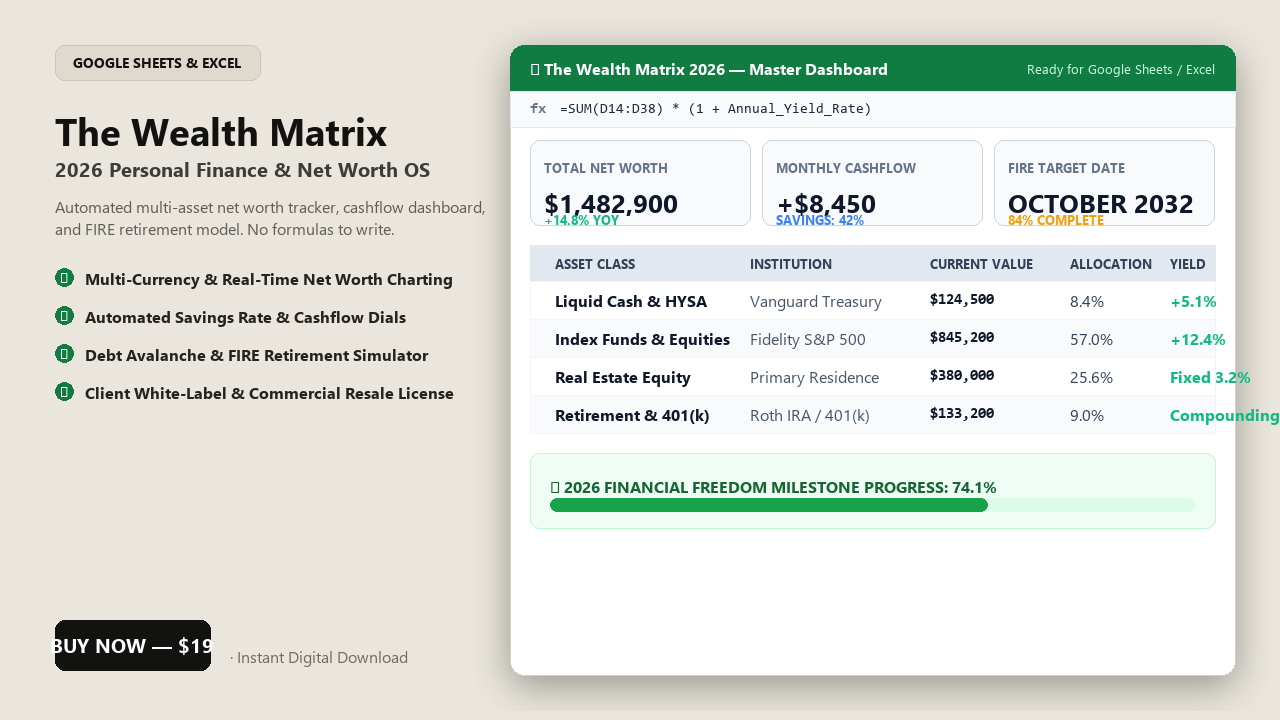 GOOGLE SHEETS & EXCEL
The Wealth Matrix
2026 Personal Finance & Net Worth OS
Automated multi-asset net worth tracker, cashflow dashboard,
and FIRE retirement model. No formulas to write.
Multi-Currency & Real-Time Net Worth Charting
Automated Savings Rate & Cashflow Dials
Debt Avalanche & FIRE Retirement Simulator
Client White-Label & Commercial Resale License
BUY NOW — $19
· Instant Digital Download
The Wealth Matrix 2026 — Master Dashboard
Ready for Google Sheets / Excel
fx =SUM(D14:D38) * (1 + Annual_Yield_Rate)
TOTAL NET WORTH
$1,482,900
+14.8% YOY
MONTHLY CASHFLOW
+$8,450
SAVINGS: 42%
FIRE TARGET DATE
OCTOBER 2032
84% COMPLETE
ASSET CLASS INSTITUTION CURRENT VALUE ALLOCATION YIELD
Liquid Cash & HYSA Vanguard Treasury $124,500 8.4% +5.1%
Index Funds & Equities Fidelity S&P 500 $845,200 57.0% +12.4%
Real Estate Equity Primary Residence $380,000 25.6% Fixed 3.2%
Retirement & 401(k) Roth IRA / 401(k) $133,200 9.0% Compounding
2026 FINANCIAL FREEDOM MILESTONE PROGRESS: 74.1%